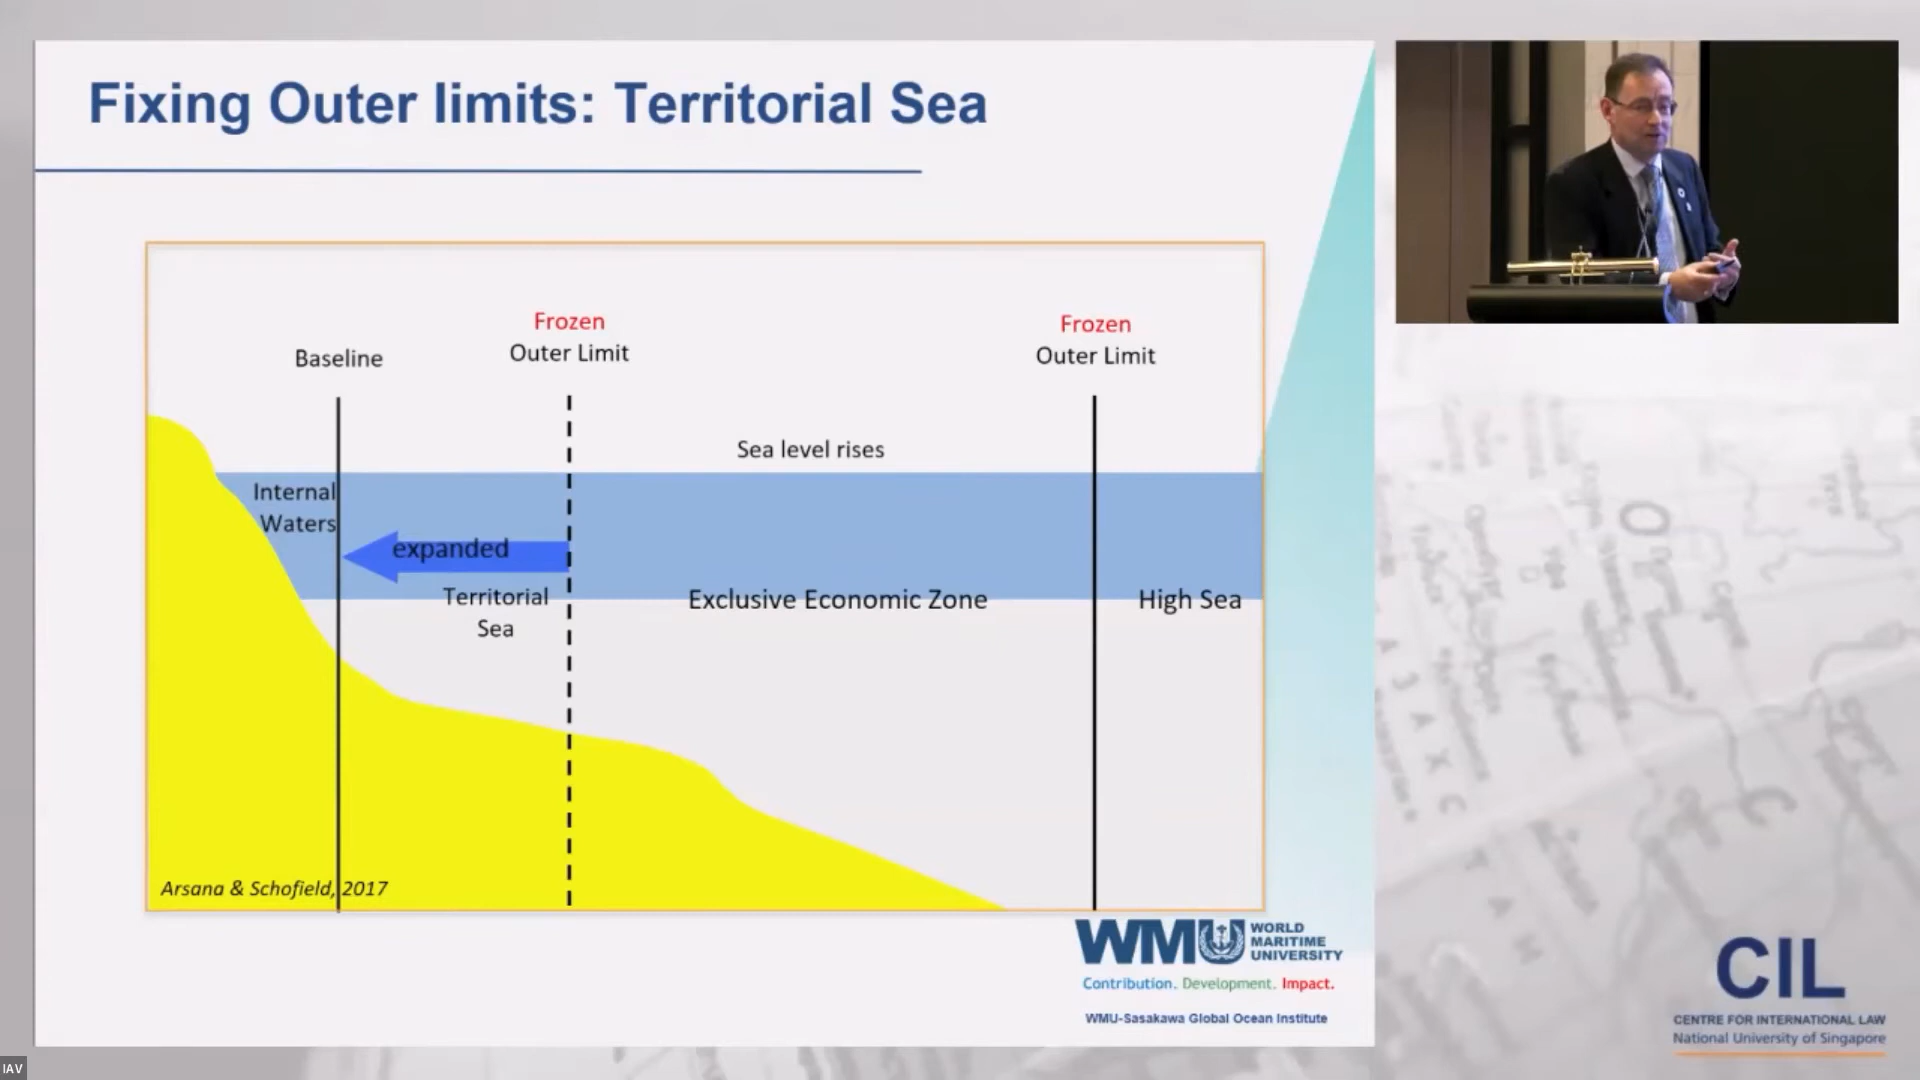 Fixing Outer limits: Territorial Sea
Frozen
Outer Limit
Frozen
Outer Limit
Baseline
Sea level rises
Internal
Waters
expanded
Territorial
Sea
Exclusive Economic Zone
High Sea
Arsana & Schofield, 2017
WMU
WORLD
MARITIME
UNIVERSITY
Contribution. Development. Impact.
WMU-Sasakawa Global Ocean Institute
CIL
CENTRE FOR INTERNATIONAL LAW
National University of Singapore
IAV